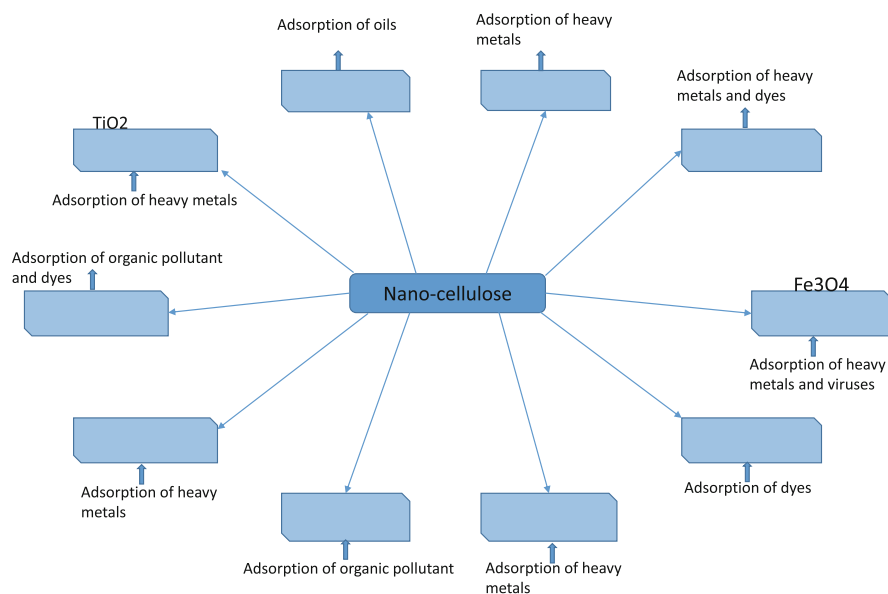 Adsorption of oils
Adsorption of heavy
metals
Adsorption of heavy
metals and dyes
TiO2
Adsorption of heavy metals
Adsorption of organic pollutant
and dyes
Nano-cellulose
Fe3O4
Adsorption of heavy
metals and viruses
Adsorption of heavy
metals
Adsorption of dyes
Adsorption of organic pollutant
Adsorption of heavy
metals